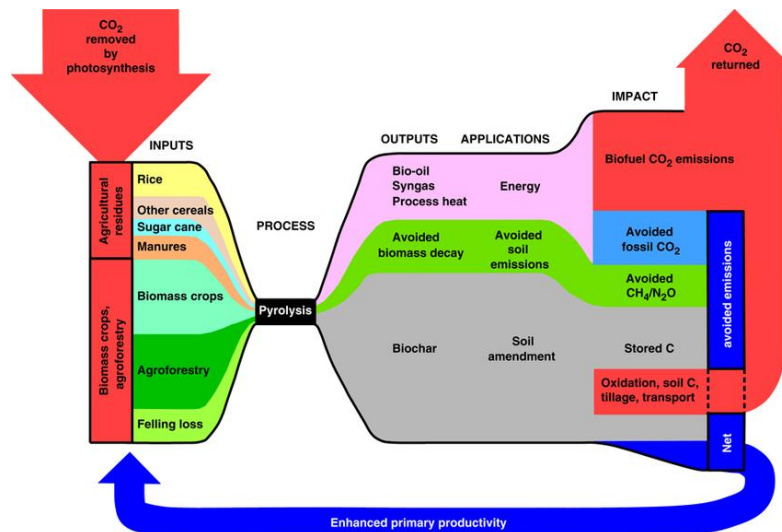 CO₂
removed
by
photosynthesis
CO₂
returned
IMPACT
INPUTS
OUTPUTS
APPLICATIONS
PROCESS
Agricultural
residues
Rice
Other cereals
Sugar cane
Manures
Biomass crops,
agroforestry
Biomass crops
Agroforestry
Felling loss
Pyrolysis
Bio-oil
Syngas
Process heat
Energy
Biofuel CO₂ emissions
Avoided
biomass decay
Avoided
soil
emissions
Avoided
fossil CO₂
Avoided
CH₄/N₂O
avoided emissions
Biochar
Soil
amendment
Stored C
Oxidation, soil C,
tillage, transport
Net
Enhanced primary productivity